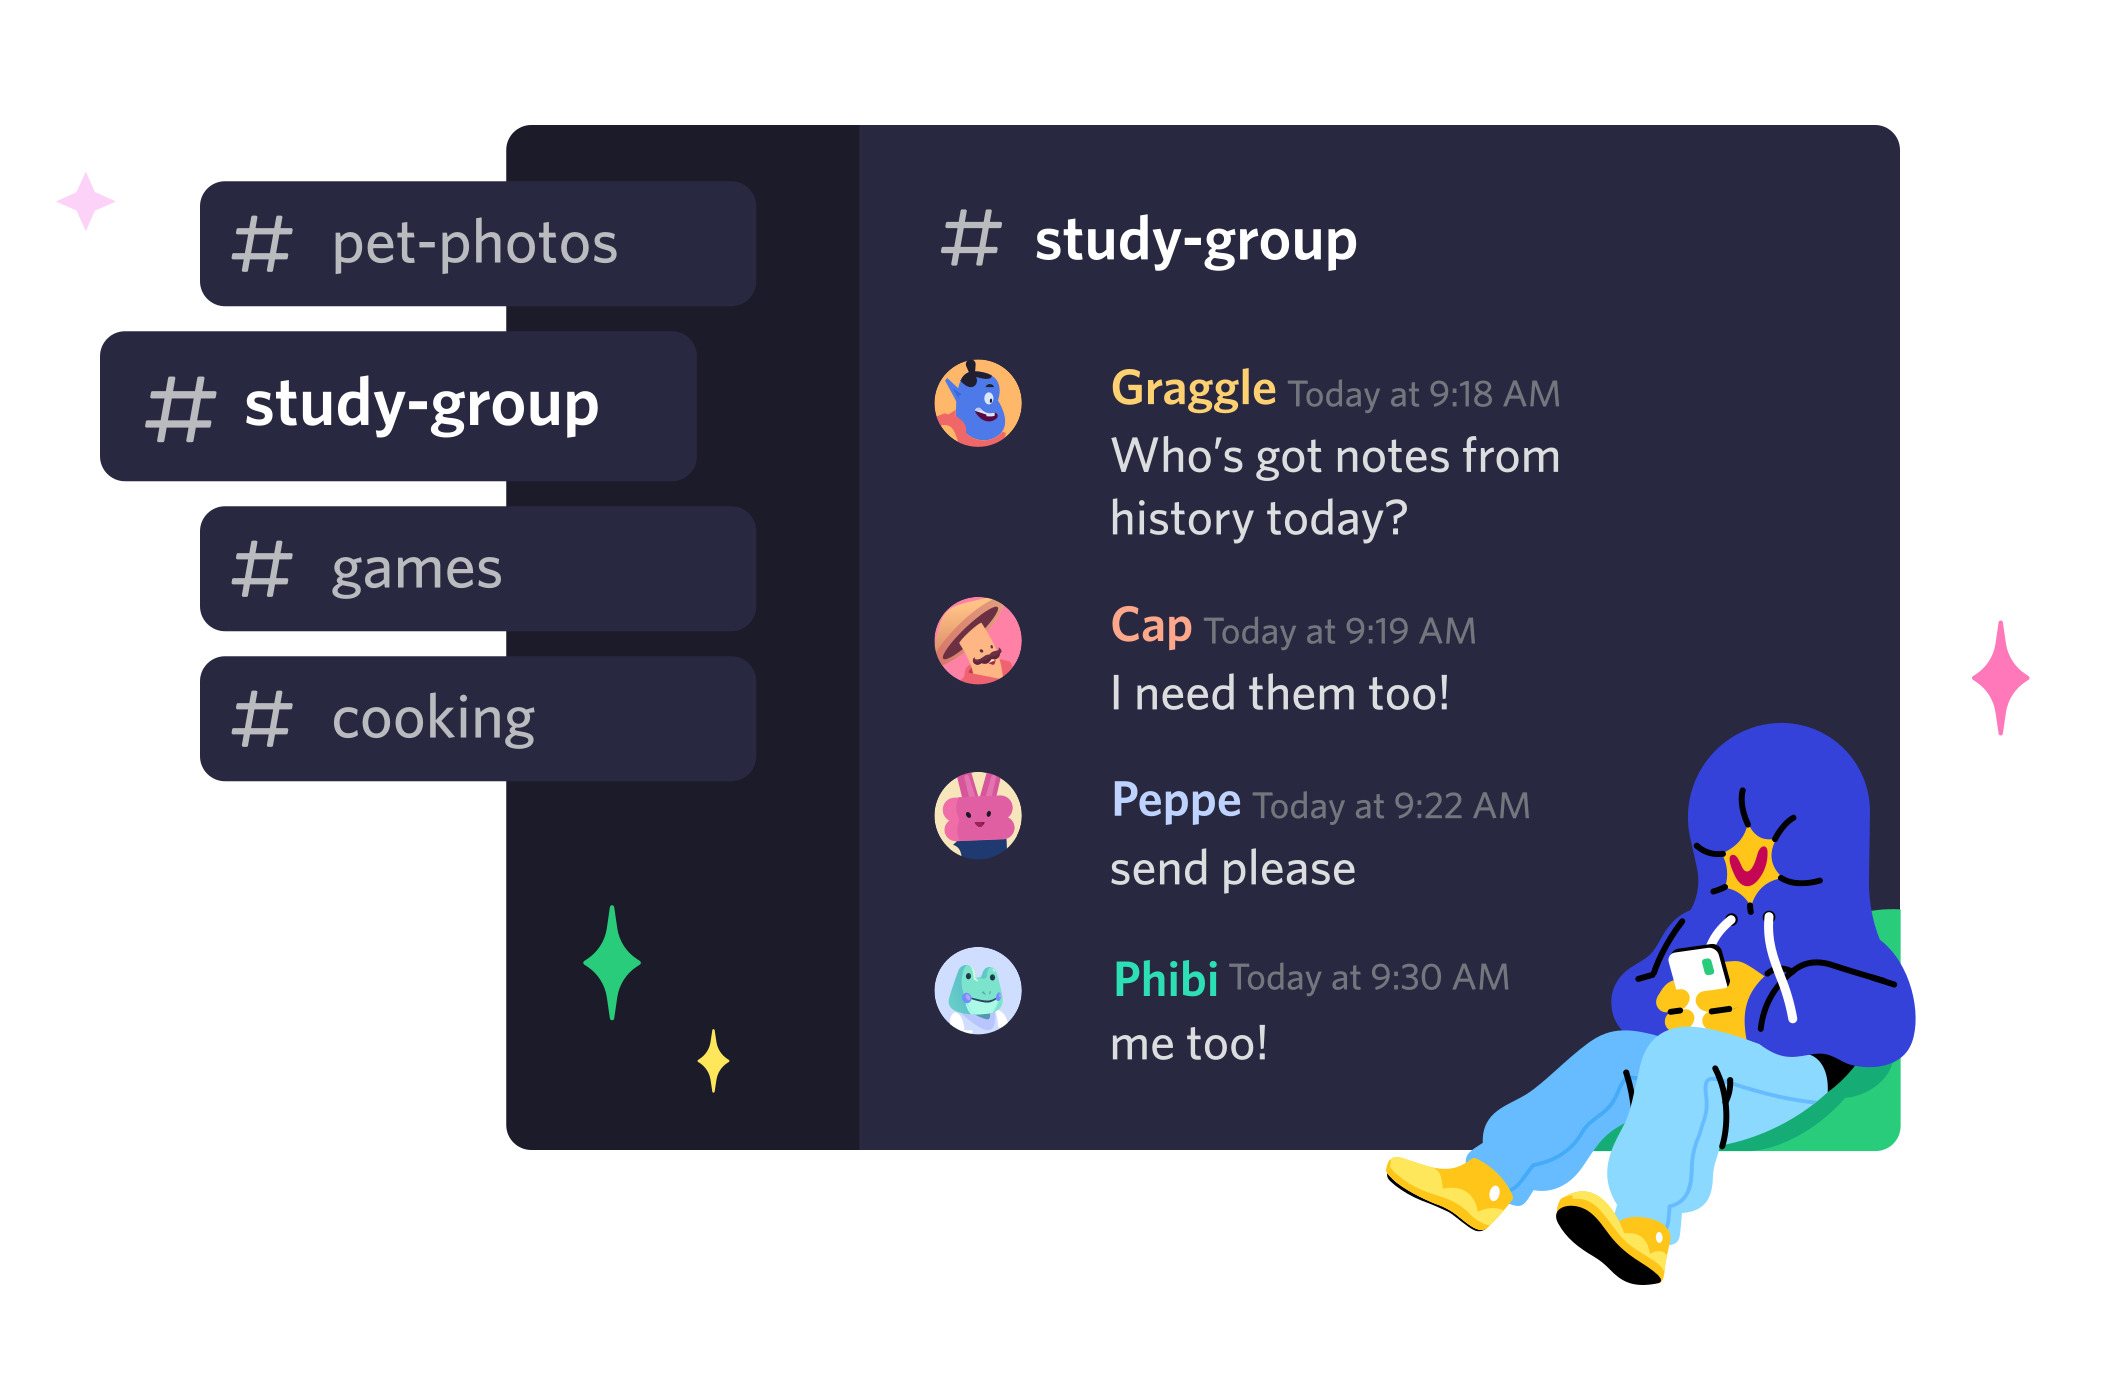 # pet-photos
# study-group
# games
# cooking
# study-group
Graggle Today at 9:18 AM
Who’s got notes from
history today?
Cap Today at 9:19 AM
I need them too!
Peppe Today at 9:22 AM
send please
Phibi Today at 9:30 AM
me too!